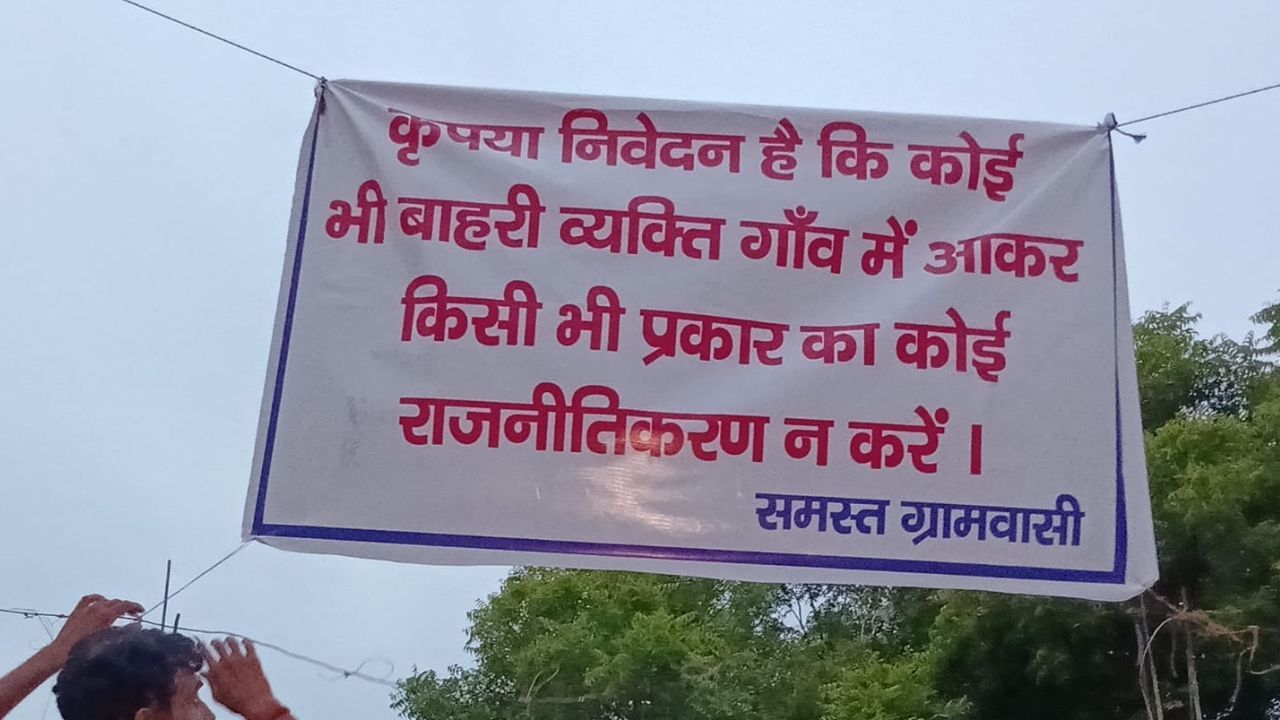 कृपया निवेदन है कि कोई
भी बाहरी व्यक्ति गाँव में आकर
किसी भी प्रकार का कोई
राजनीतिकरण न करें ।
समस्त ग्रामवासी